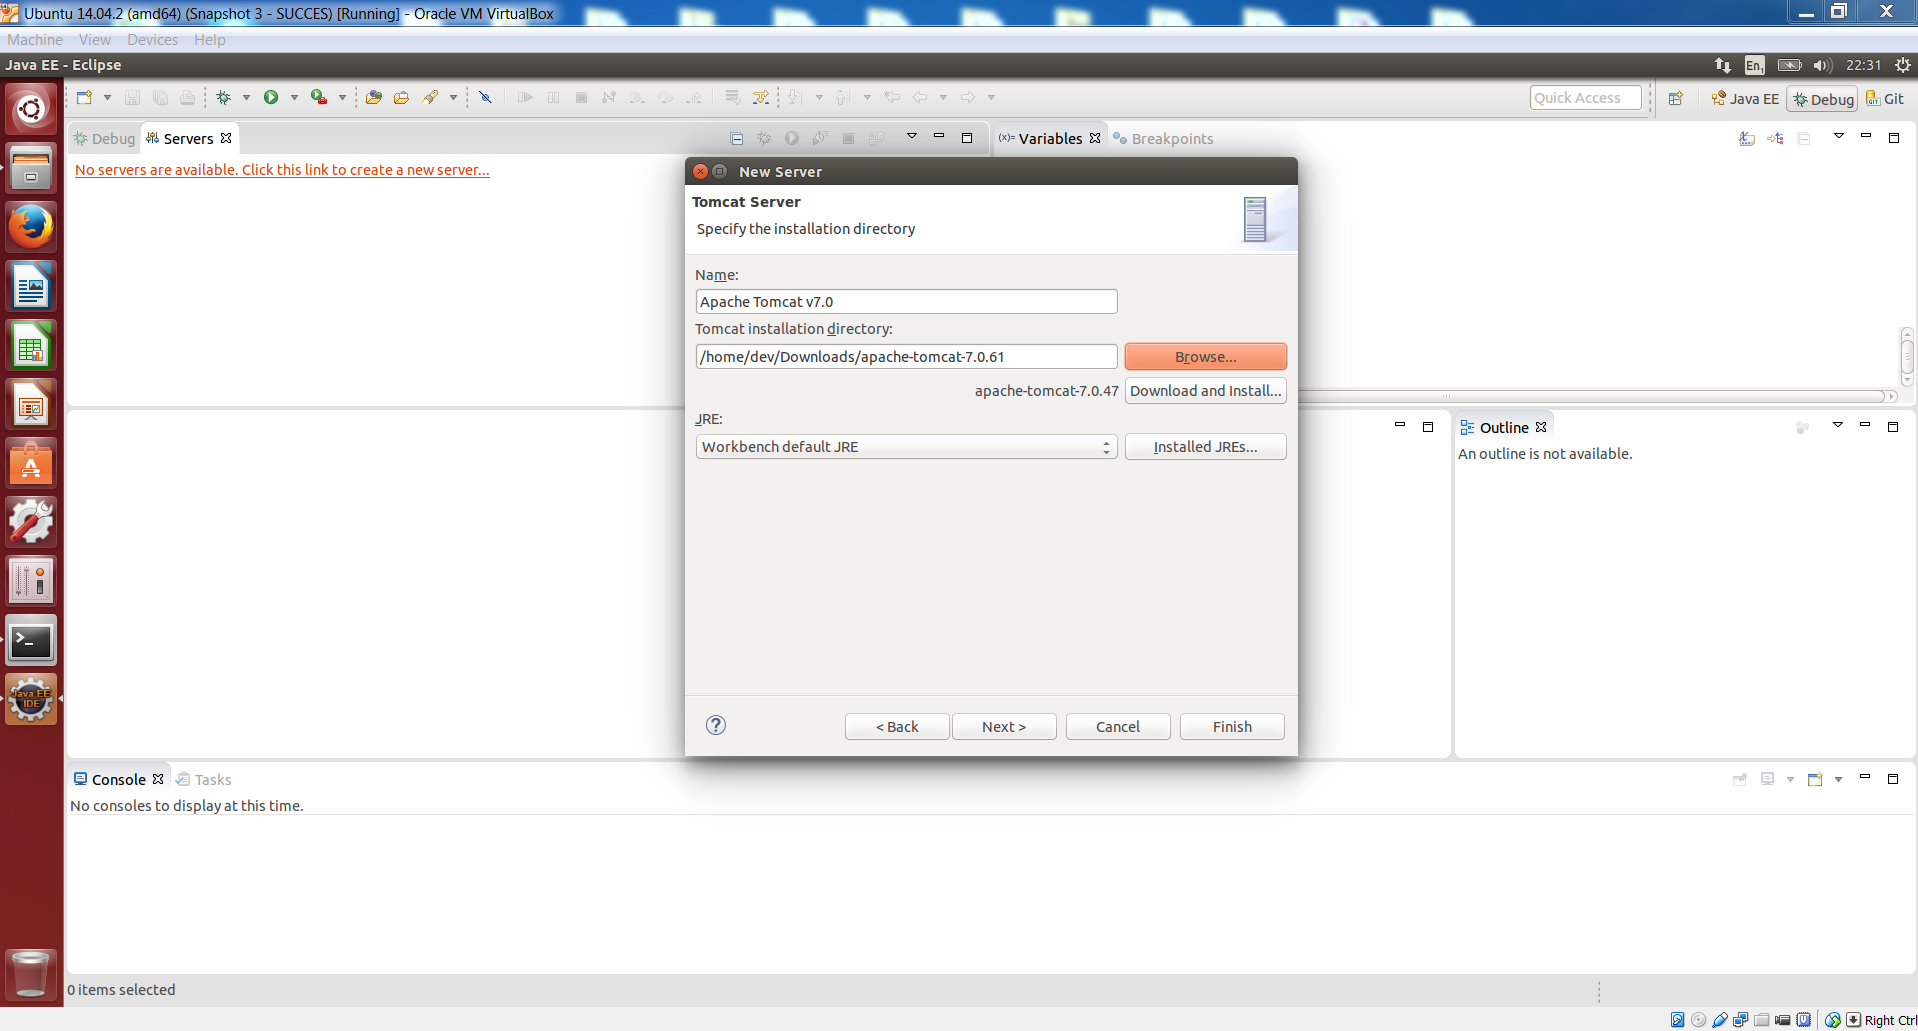 Ubuntu 14.04.2 (amd64) (Snapshot 3 - SUCCES) [Running] - Oracle VM VirtualBox
Machine View Devices Help
Java EE - Eclipse
En1 22:31
Quick Access Java EE Debug Git
Debug Servers Variables Breakpoints
No servers are available. Click this link to create a new server...
New Server
Tomcat Server
Specify the installation directory
Name:
Apache Tomcat v7.0
Tomcat installation directory:
/home/dev/Downloads/apache-tomcat-7.0.61 Browse...
apache-tomcat-7.0.47 Download and Install...
JRE:
Workbench default JRE Installed JREs...
Outline
An outline is not available.
Java EE
IDE
? < Back Next > Cancel Finish
Console Tasks
No consoles to display at this time.
0 items selected
Right Ctrl